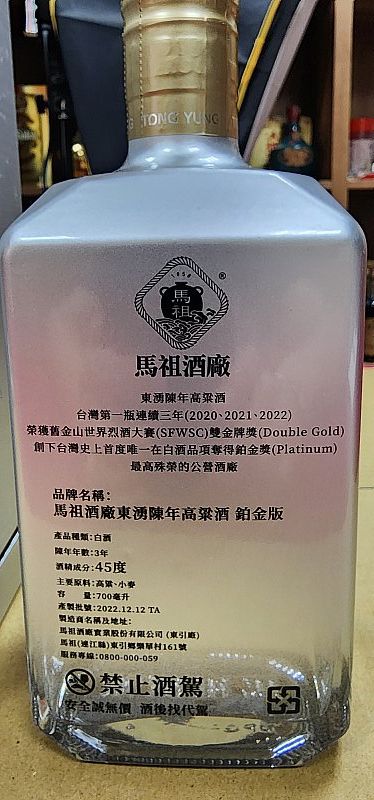 TONG YUNG
1956
馬祖
®
馬祖酒廠
東湧陳年高粱酒
台灣第一瓶連續三年(2020、2021、2022)
榮獲舊金山世界烈酒大賽(SFWSC)雙金牌獎(Double Gold)
創下台灣史上首度唯一在白酒品項奪得鉑金獎(Platinum)
最高殊榮的公營酒廠
品牌名稱:
馬祖酒廠東湧陳年高粱酒 鉑金版
產品種類:白酒
陳年年數:3年
酒精成分:45度
主要原料:高粱、小麥
容 量:700毫升
產製批號:2022.12.12 TA
製造商名稱及地址:
馬祖酒廠實業股份有限公司 (東引廠)
馬祖(連江縣)東引鄉樂華村161號
服務專線:0800-000-059
禁止酒駕
安全誠無價 酒後找代駕